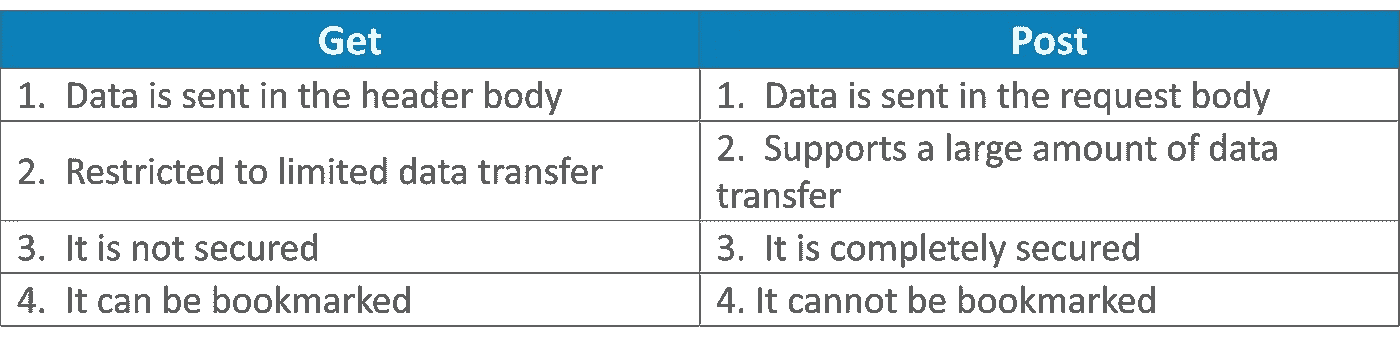 Get
Post
1. Data is sent in the header body
1. Data is sent in the request body
2. Restricted to limited data transfer
2. Supports a large amount of data
transfer
3. It is not secured
3. It is completely secured
4. It can be bookmarked
4. It cannot be bookmarked